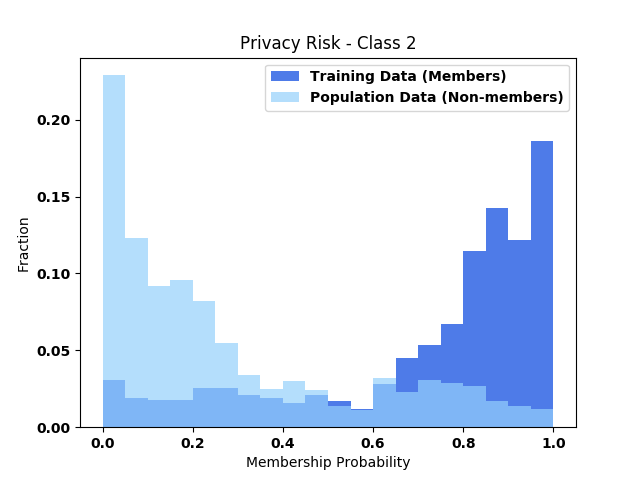 Privacy Risk - Class 2
Training Data (Members)
Population Data (Non-members)
Fraction
0.20
0.15
0.10
0.05
0.00
0.0 0.2 0.4 0.6 0.8 1.0
Membership Probability